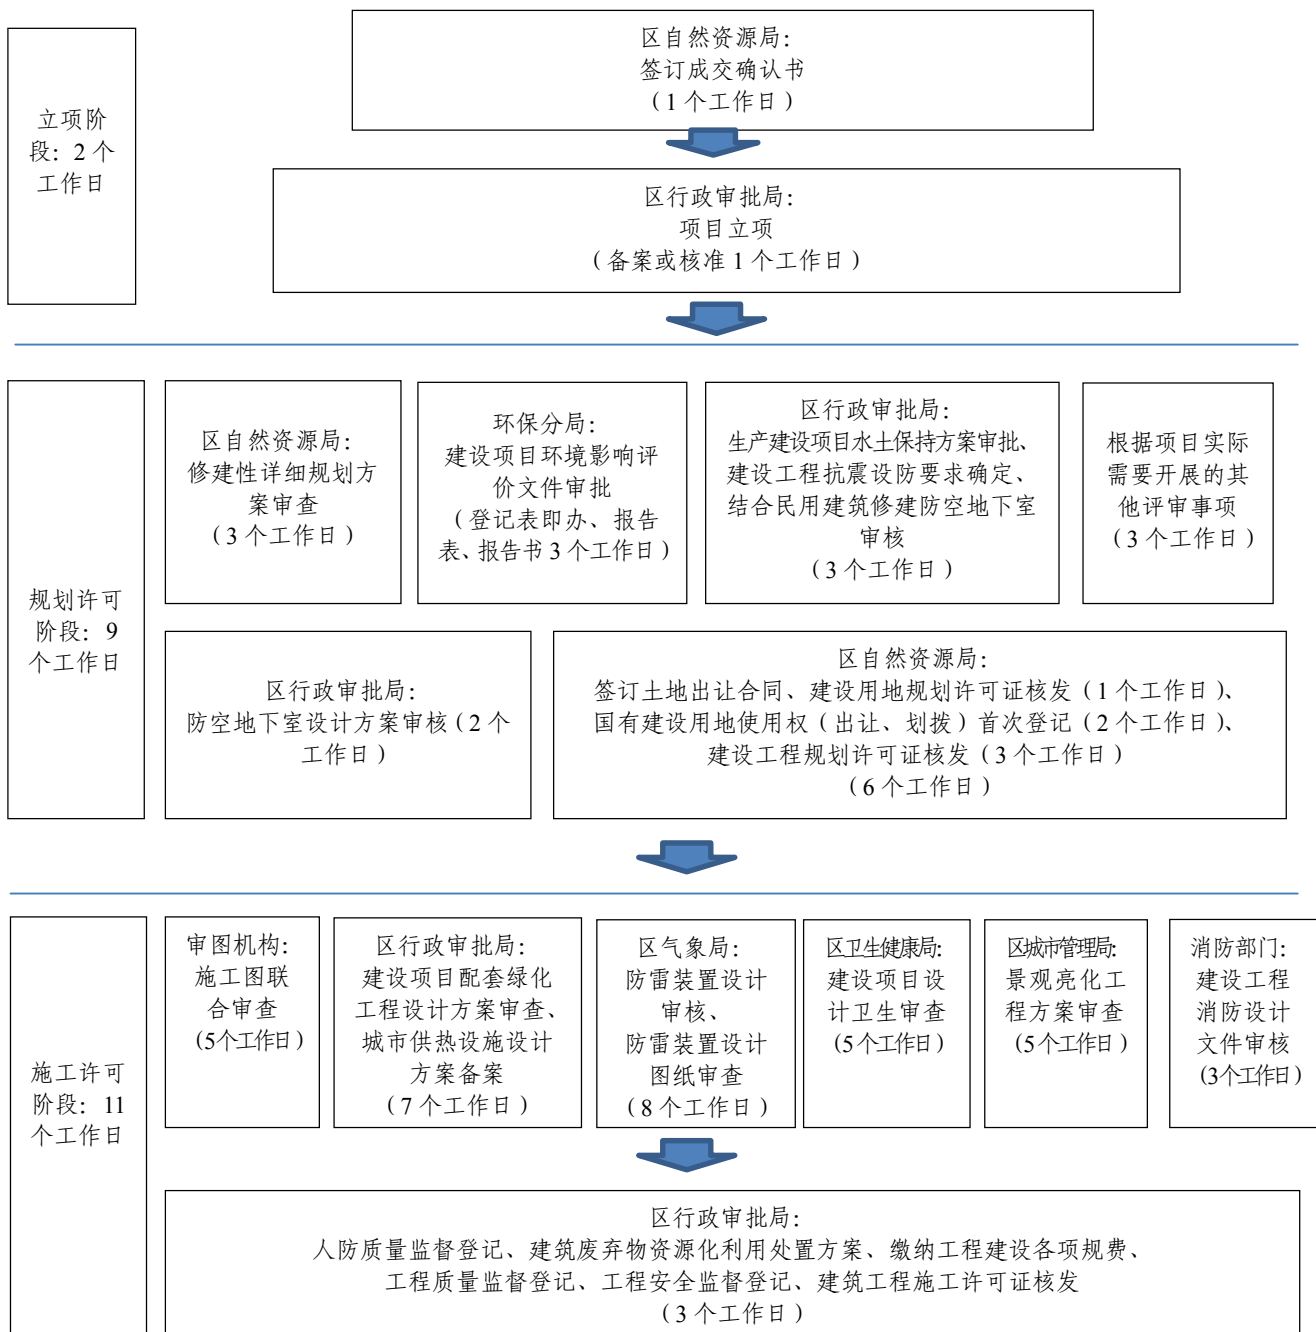 立项阶
段：2 个
工作日
区自然资源局：
签订成交确认书
（1 个工作日）
区行政审批局：
项目立项
（备案或核准 1 个工作日）
规划许可
阶段：9
个工作日
区自然资源局：
修建性详细规划方
案审查
（3 个工作日）
环保分局：
建设项目环境影响评
价文件审批
（登记表即办、报告
表、报告书 3 个工作日）
区行政审批局：
生产建设项目水土保持方案审批、
建设工程抗震设防要求确定、
结合民用建筑修建防空地下室
审核
（3 个工作日）
根据项目实际
需要开展的其
他评审事项
（3 个工作日）
区行政审批局：
防空地下室设计方案审核（2 个
工作日）
区自然资源局：
签订土地出让合同、建设用地规划许可证核发（1 个工作日）、
国有建设用地使用权（出让、划拨）首次登记（2 个工作日）、
建设工程规划许可证核发（3 个工作日）
（6 个工作日）
施工许可
阶段：11
个工作日
审图机构：
施工图联
合审查
（5个工作日）
区行政审批局：
建设项目配套绿化
工程设计方案审查、
城市供热设施设计
方案备案
（7 个工作日）
区气象局：
防雷装置设计
审核、
防雷装置设计
图纸审查
（8 个工作日）
区卫生健康局：
建设项目设
计卫生审查
（5个工作日）
区城市管理局：
景观亮化工
程方案审查
（5个工作日）
消防部门：
建设工程
消防设计
文件审核
（3个工作日）
区行政审批局：
人防质量监督登记、建筑废弃物资源化利用处置方案、缴纳工程建设各项规费、
工程质量监督登记、工程安全监督登记、建筑工程施工许可证核发
（3 个工作日）